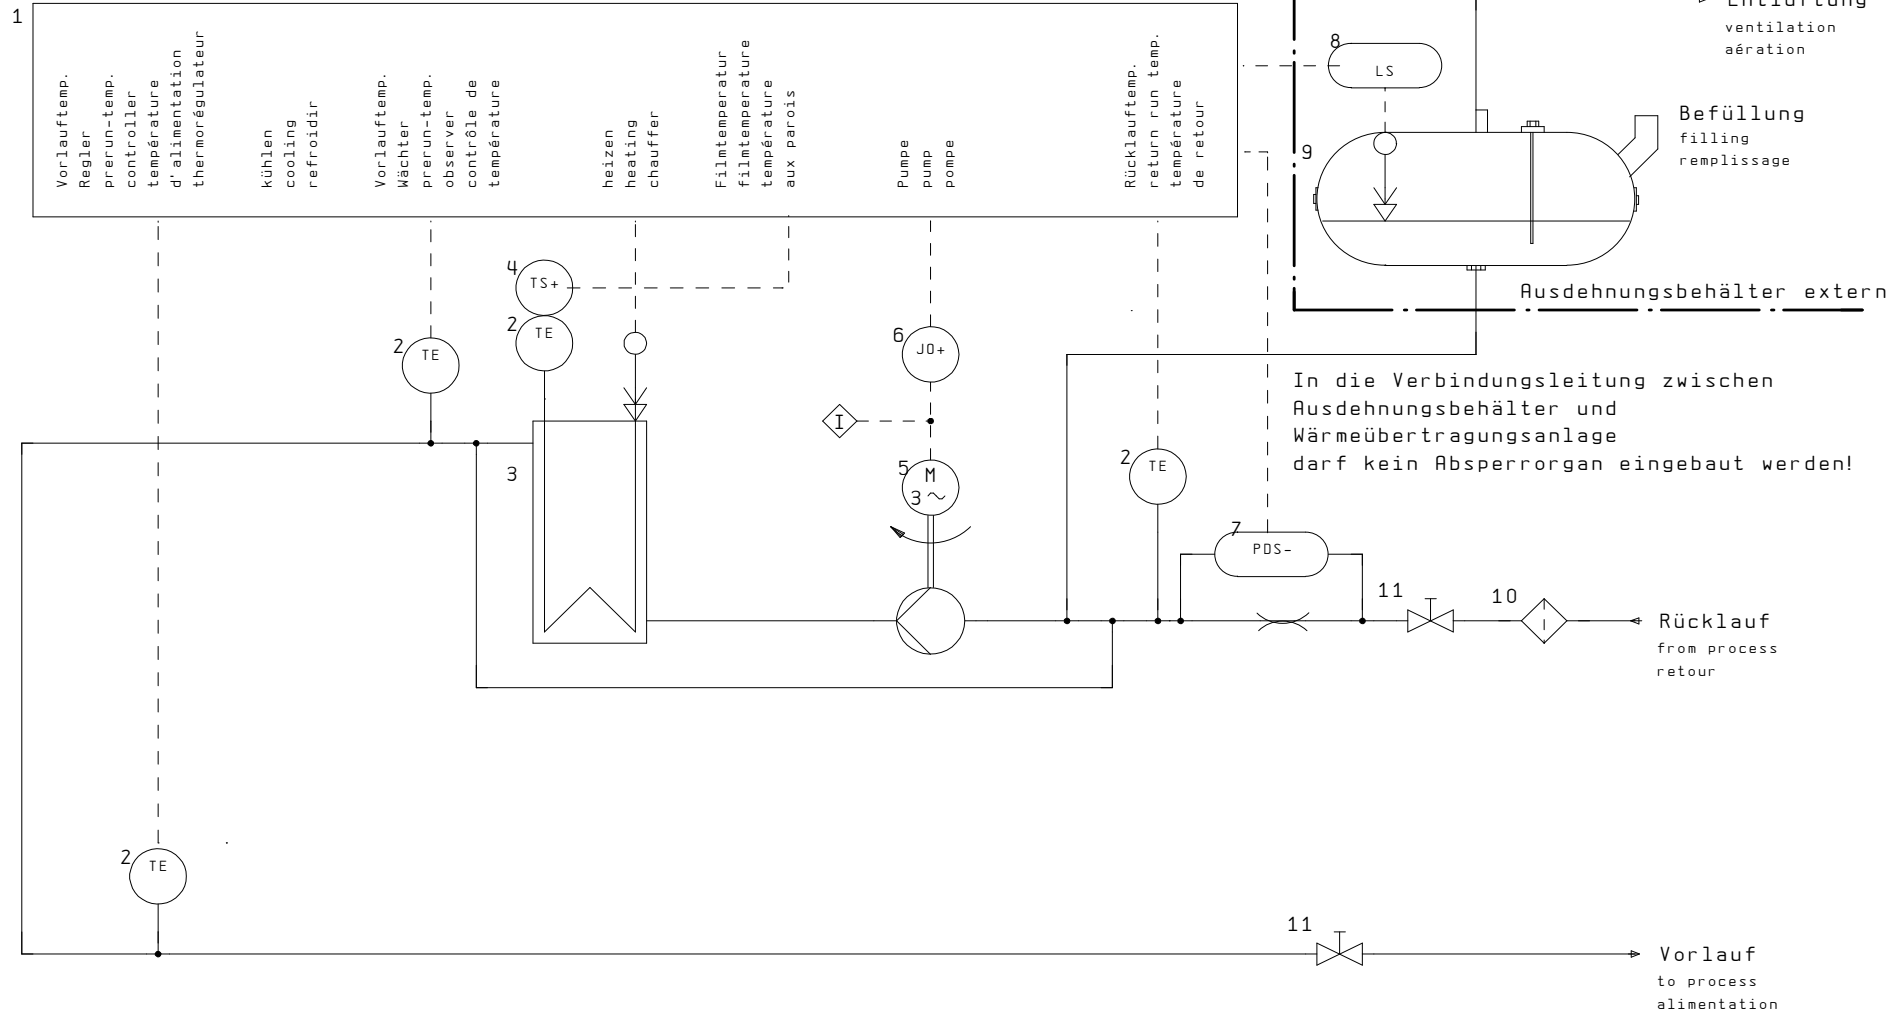 1
Vorlauftemp.
Regler
prerun-temp.
controller
température
d'alimentation
thermorégulateur
kühlen
cooling
refroidir
Vorlauftemp.
Wächter
prerun-temp.
observer
contrôle de
température
heizen
heating
chauffer
Filmtemperatur
filmtemperature
température
aux parois
Pumpe
pump
pompe
Rücklauftemp.
return run temp.
température
de retour
Entlüftung
ventilation
aération
8
LS
9
Befüllung
filling
remplissage
Ausdehnungsbehälter extern
4
TS+
2
TE
2
TE
6
JO+
I
5
M
3~
3
2
TE
In die Verbindungsleitung zwischen
Ausdehnungsbehälter und
Wärmeübertragungsanlage
darf kein Absperrorgan eingebaut werden!
7
PDS-
11
10
Rücklauf
from process
retour
2
TE
11
Vorlauf
to process
alimentation